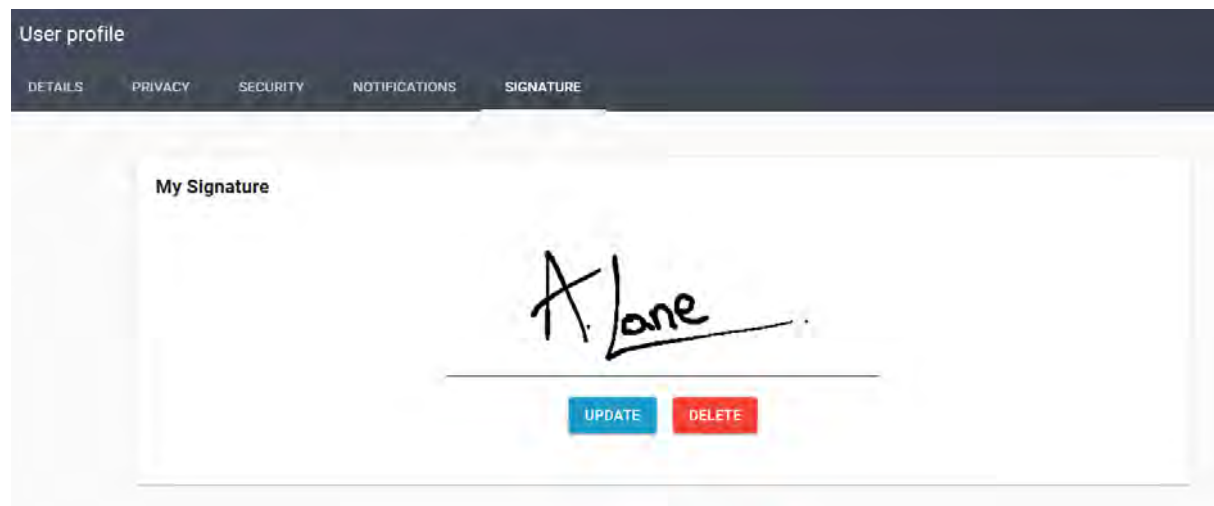 User profile
DETAILS PRIVACY SECURITY NOTIFICATIONS SIGNATURE
My Signature
A. Lane
UPDATE DELETE